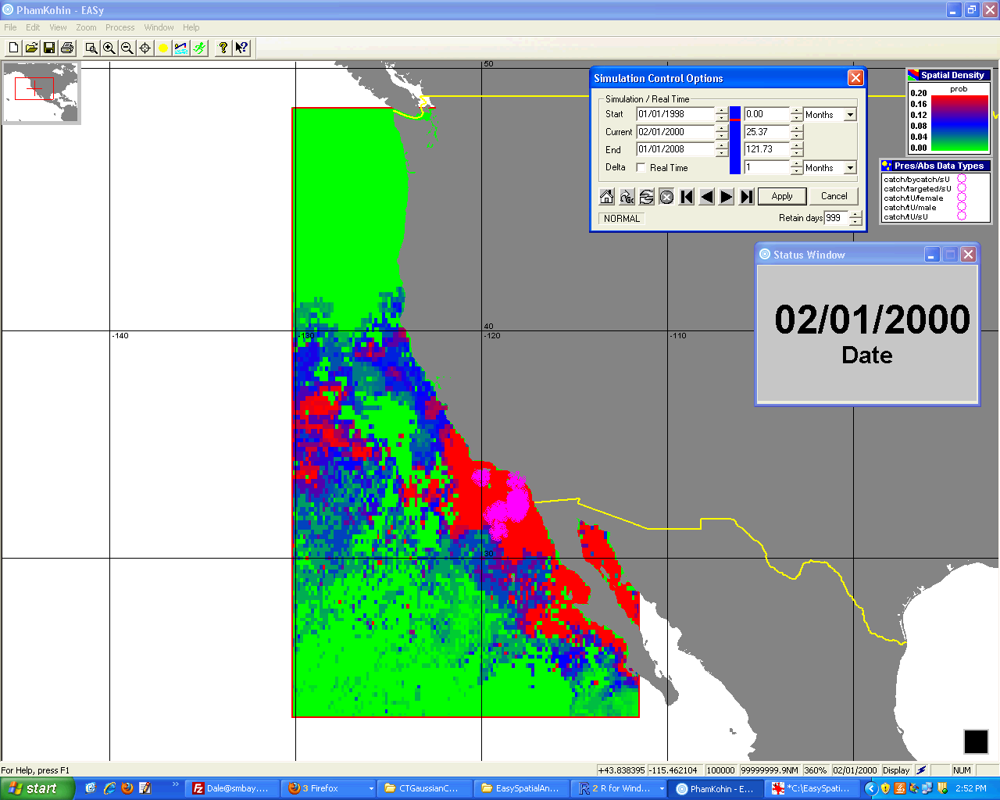 PhamKohin - EASy
File Edit View Zoom Process Window Help
50
40
30
-140
-130
-120
-110
Simulation Control Options
Simulation / Real Time
Start 01/01/1998 0.00 Months
Current 02/01/2000 25.37
End 01/01/2008 121.73
Delta Real Time 1 Months
Apply Cancel
NORMAL Retain days 999
Spatial Density
prob
0.20
0.16
0.12
0.08
0.04
0.00
Pres/Abs Data Types
catch/bycatch/sU
catch/targeted/sU
catch/tU/female
catch/tU/male
catch/tU/sU
Status Window
02/01/2000
Date
For Help, press F1
+43.838395 -115.462104 100000 99999999.9NM 360% 02/01/2000 Display NUM
start Dale@smbay.... 3 Firefox CTGaussianC... EasySpatialAn... 2 R for Wind... PhamKohin - E... *C:\EasySpati... 2:52 PM